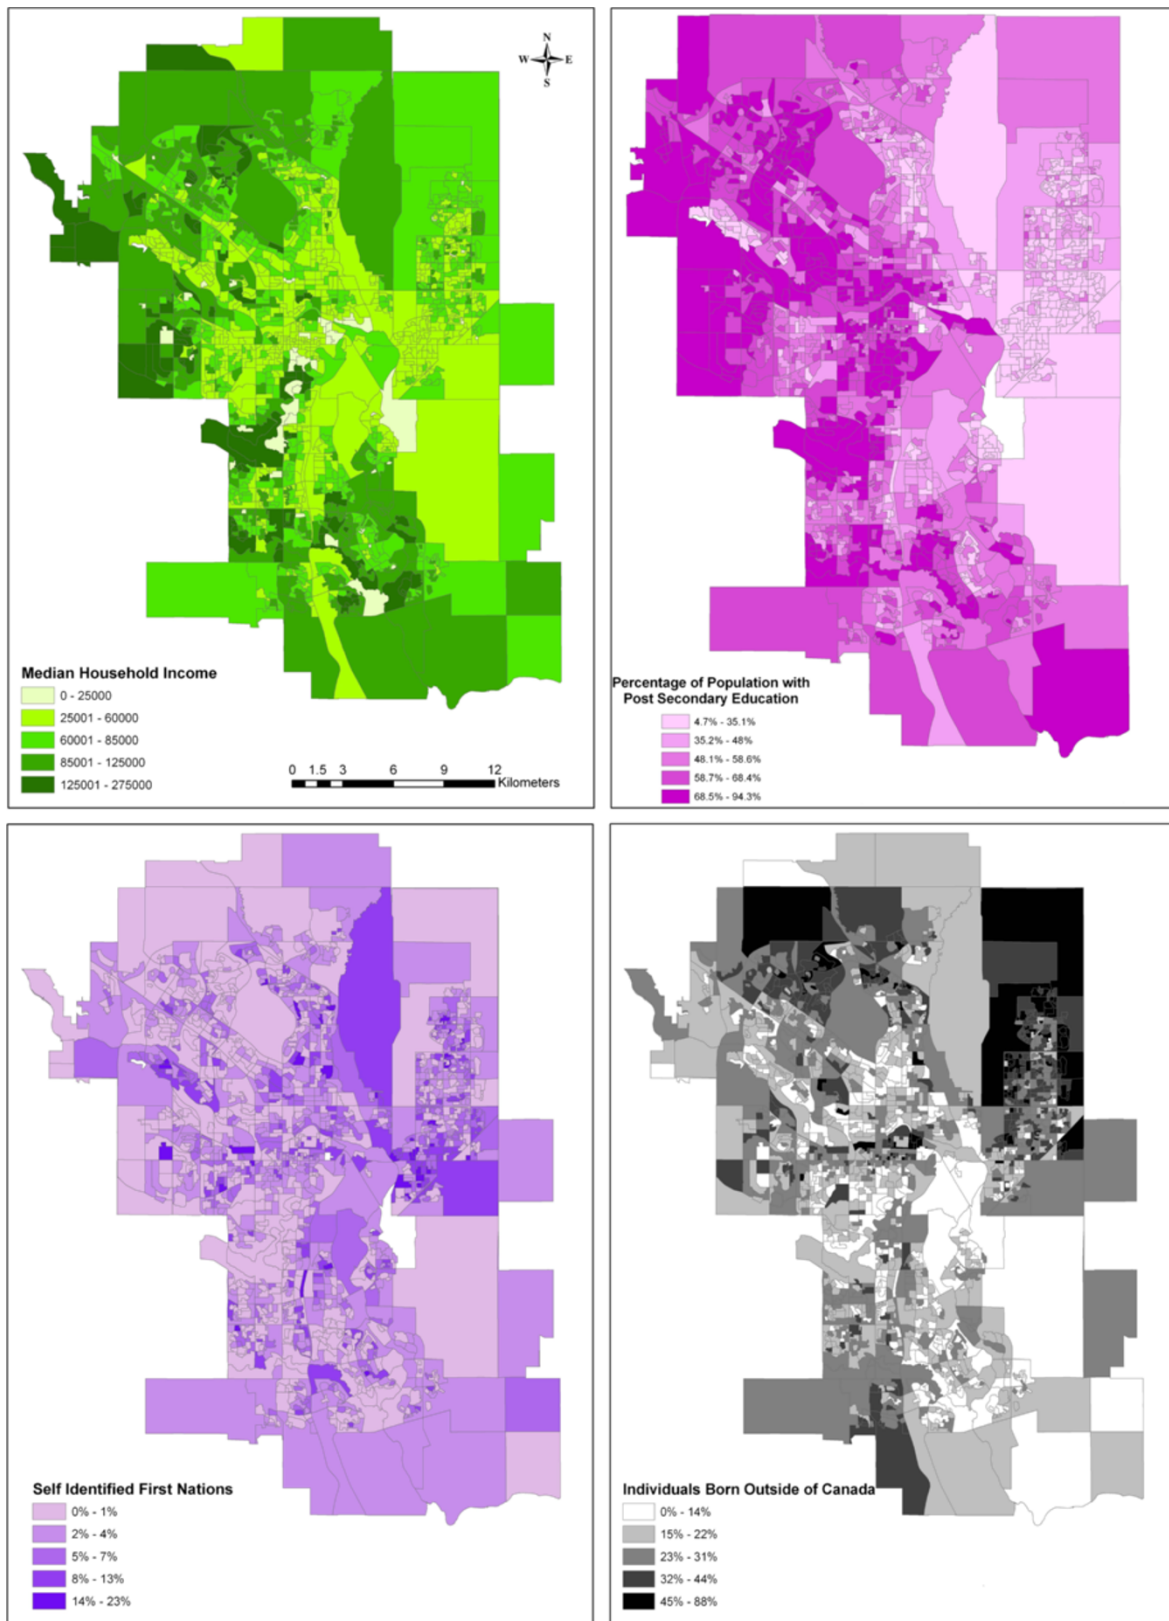 N
W E
S
Median Household Income
0 - 25000
25001 - 60000
60001 - 85000
85001 - 125000
125001 - 275000
0 1.5 3 6 9 12
Kilometers
Percentage of Population with
Post Secondary Education
4.7% - 35.1%
35.2% - 48%
48.1% - 58.6%
58.7% - 68.4%
68.5% - 94.3%
Self Identified First Nations
0% - 1%
2% - 4%
5% - 7%
8% - 13%
14% - 23%
Individuals Born Outside of Canada
0% - 14%
15% - 22%
23% - 31%
32% - 44%
45% - 88%